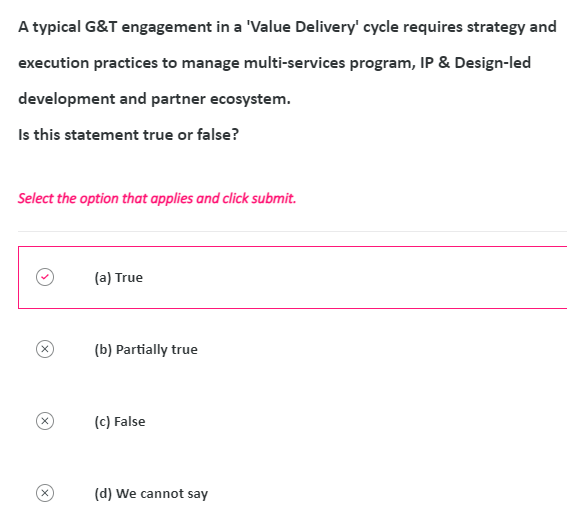 A typical G&T engagement in a 'Value Delivery' cycle requires strategy and
execution practices to manage multi-services program, IP & Design-led
development and partner ecosystem.
Is this statement true or false?
Select the option that applies and click submit.
(a) True
(b) Partially true
(c) False
(d) We cannot say